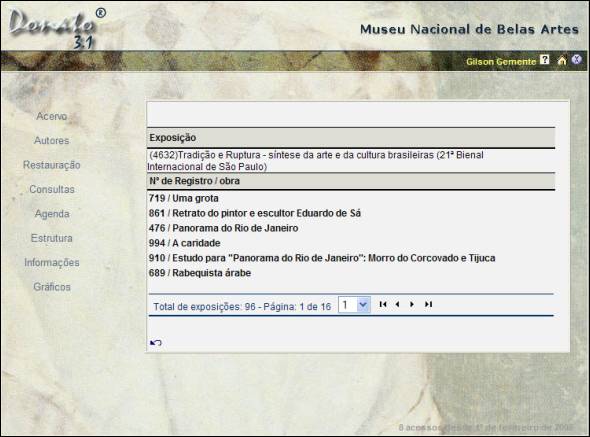 Donato ®
3.1
Museu Nacional de Belas Artes
Gilson Gemente ?
Acervo
Autores
Restauração
Consultas
Agenda
Estrutura
Informações
Gráficos
Exposição
(4632)Tradição e Ruptura - síntese da arte e da cultura brasileiras (21ª Bienal
Internacional de São Paulo)
Nº de Registro / obra
719 / Uma grota
861 / Retrato do pintor e escultor Eduardo de Sá
476 / Panorama do Rio de Janeiro
994 / A caridade
910 / Estudo para "Panorama do Rio de Janeiro": Morro do Corcovado e Tijuca
689 / Rabequista árabe
Total de exposições: 96 - Página: 1 de 16 1
8 acessos desde 1º de fevereiro de